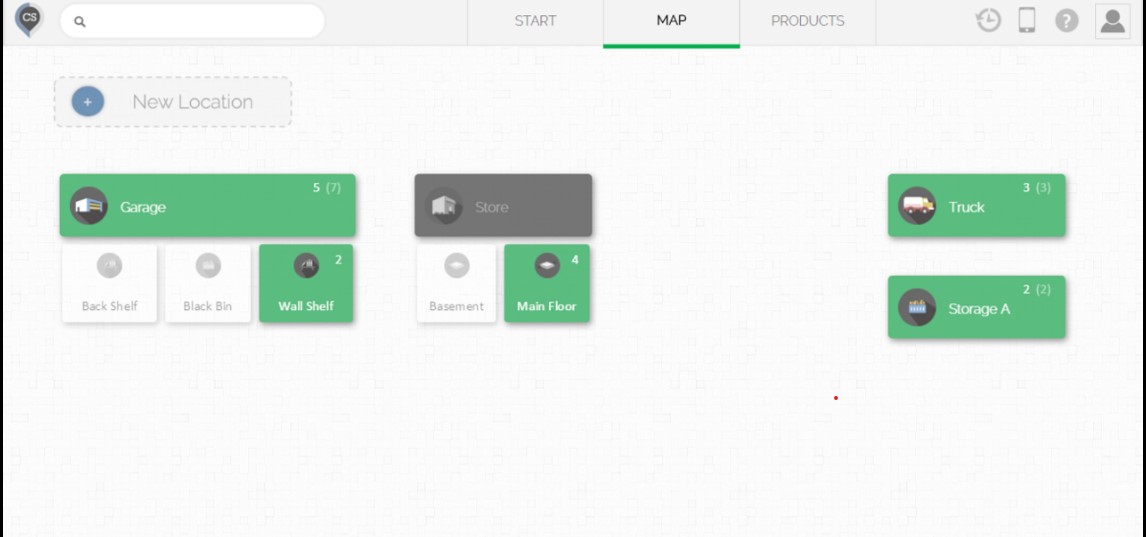 CS
START
MAP
PRODUCTS
?
+ New Location
5 (7)
Garage
Store
3 (3)
Truck
2
Back Shelf
Black Bin
Wall Shelf
4
Basement
Main Floor
2 (2)
Storage A